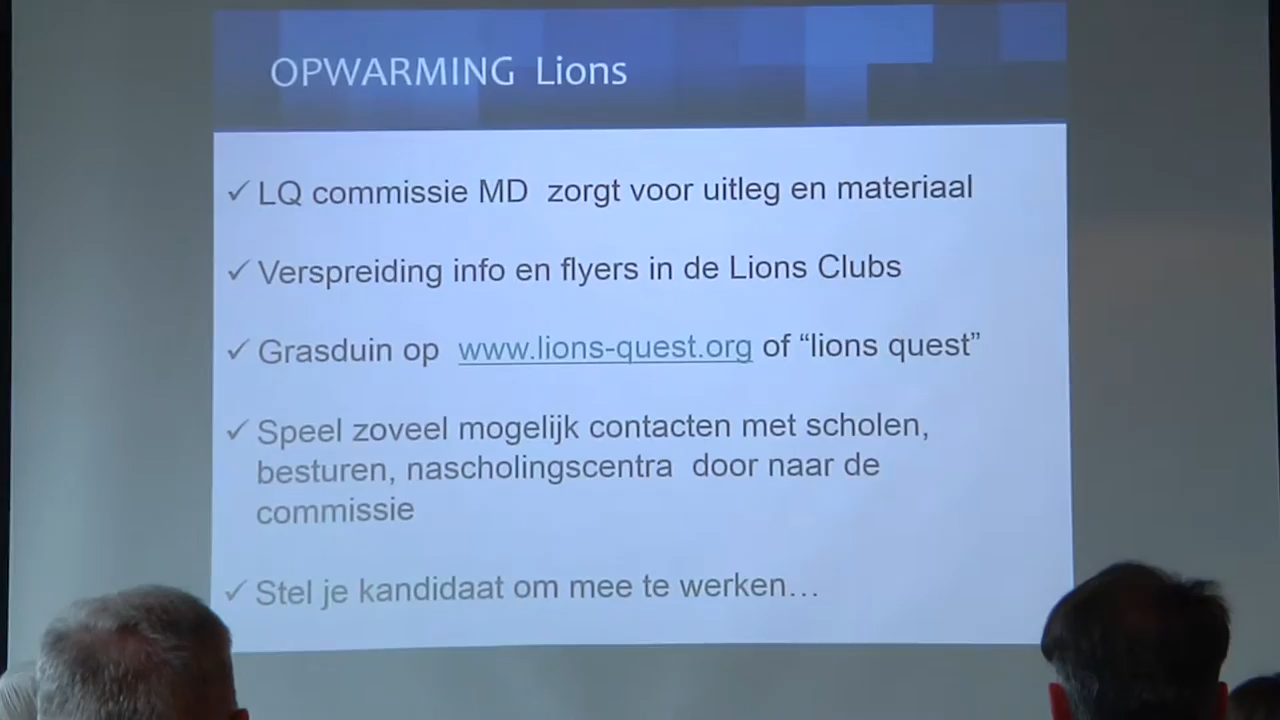 OPWARMING Lions
✓ LQ commissie MD zorgt voor uitleg en materiaal
✓ Verspreiding info en flyers in de Lions Clubs
✓ Grasduin op www.lions-quest.org of “lions quest”
✓ Speel zoveel mogelijk contacten met scholen,
besturen, nascholingscentra door naar de
commissie
✓ Stel je kandidaat om mee te werken…